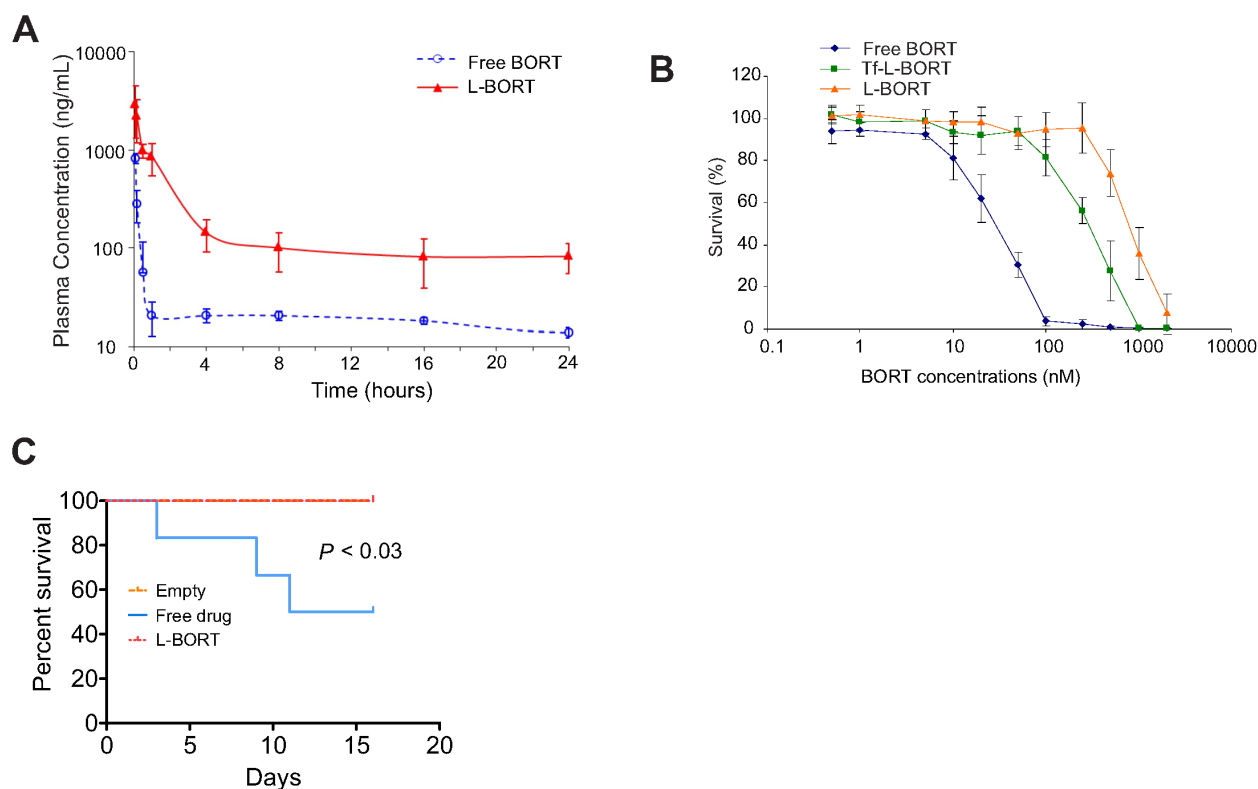 A
Plasma Concentration (ng/mL)
10000
1000
100
10
Free BORT
L-BORT
0
4
8
12
16
20
24
Time (hours)
B
Free BORT
Tf-L-BORT
L-BORT
Survival (%)
120
100
80
60
40
20
0
0.1
1
10
100
1000
10000
BORT concentrations (nM)
C
Percent survival
100
80
60
40
20
0
P < 0.03
Empty
Free drug
L-BORT
0
5
10
15
20
Days